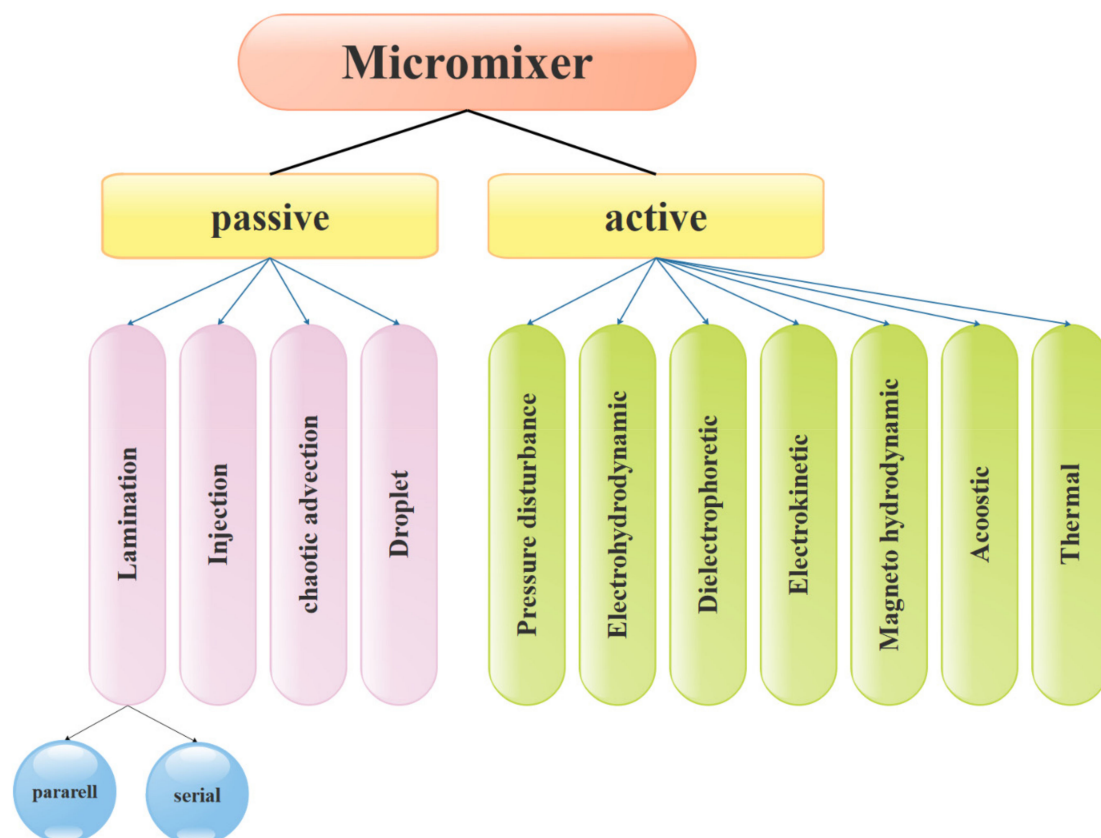 Micromixer
passive
active
Lamination
Injection
chaotic advection
Droplet
Pressure disturbance
Electrohydrodynamic
Dielectrophoretic
Electrokinetic
Magneto hydrodynamic
Acoostic
Thermal
pararell
serial